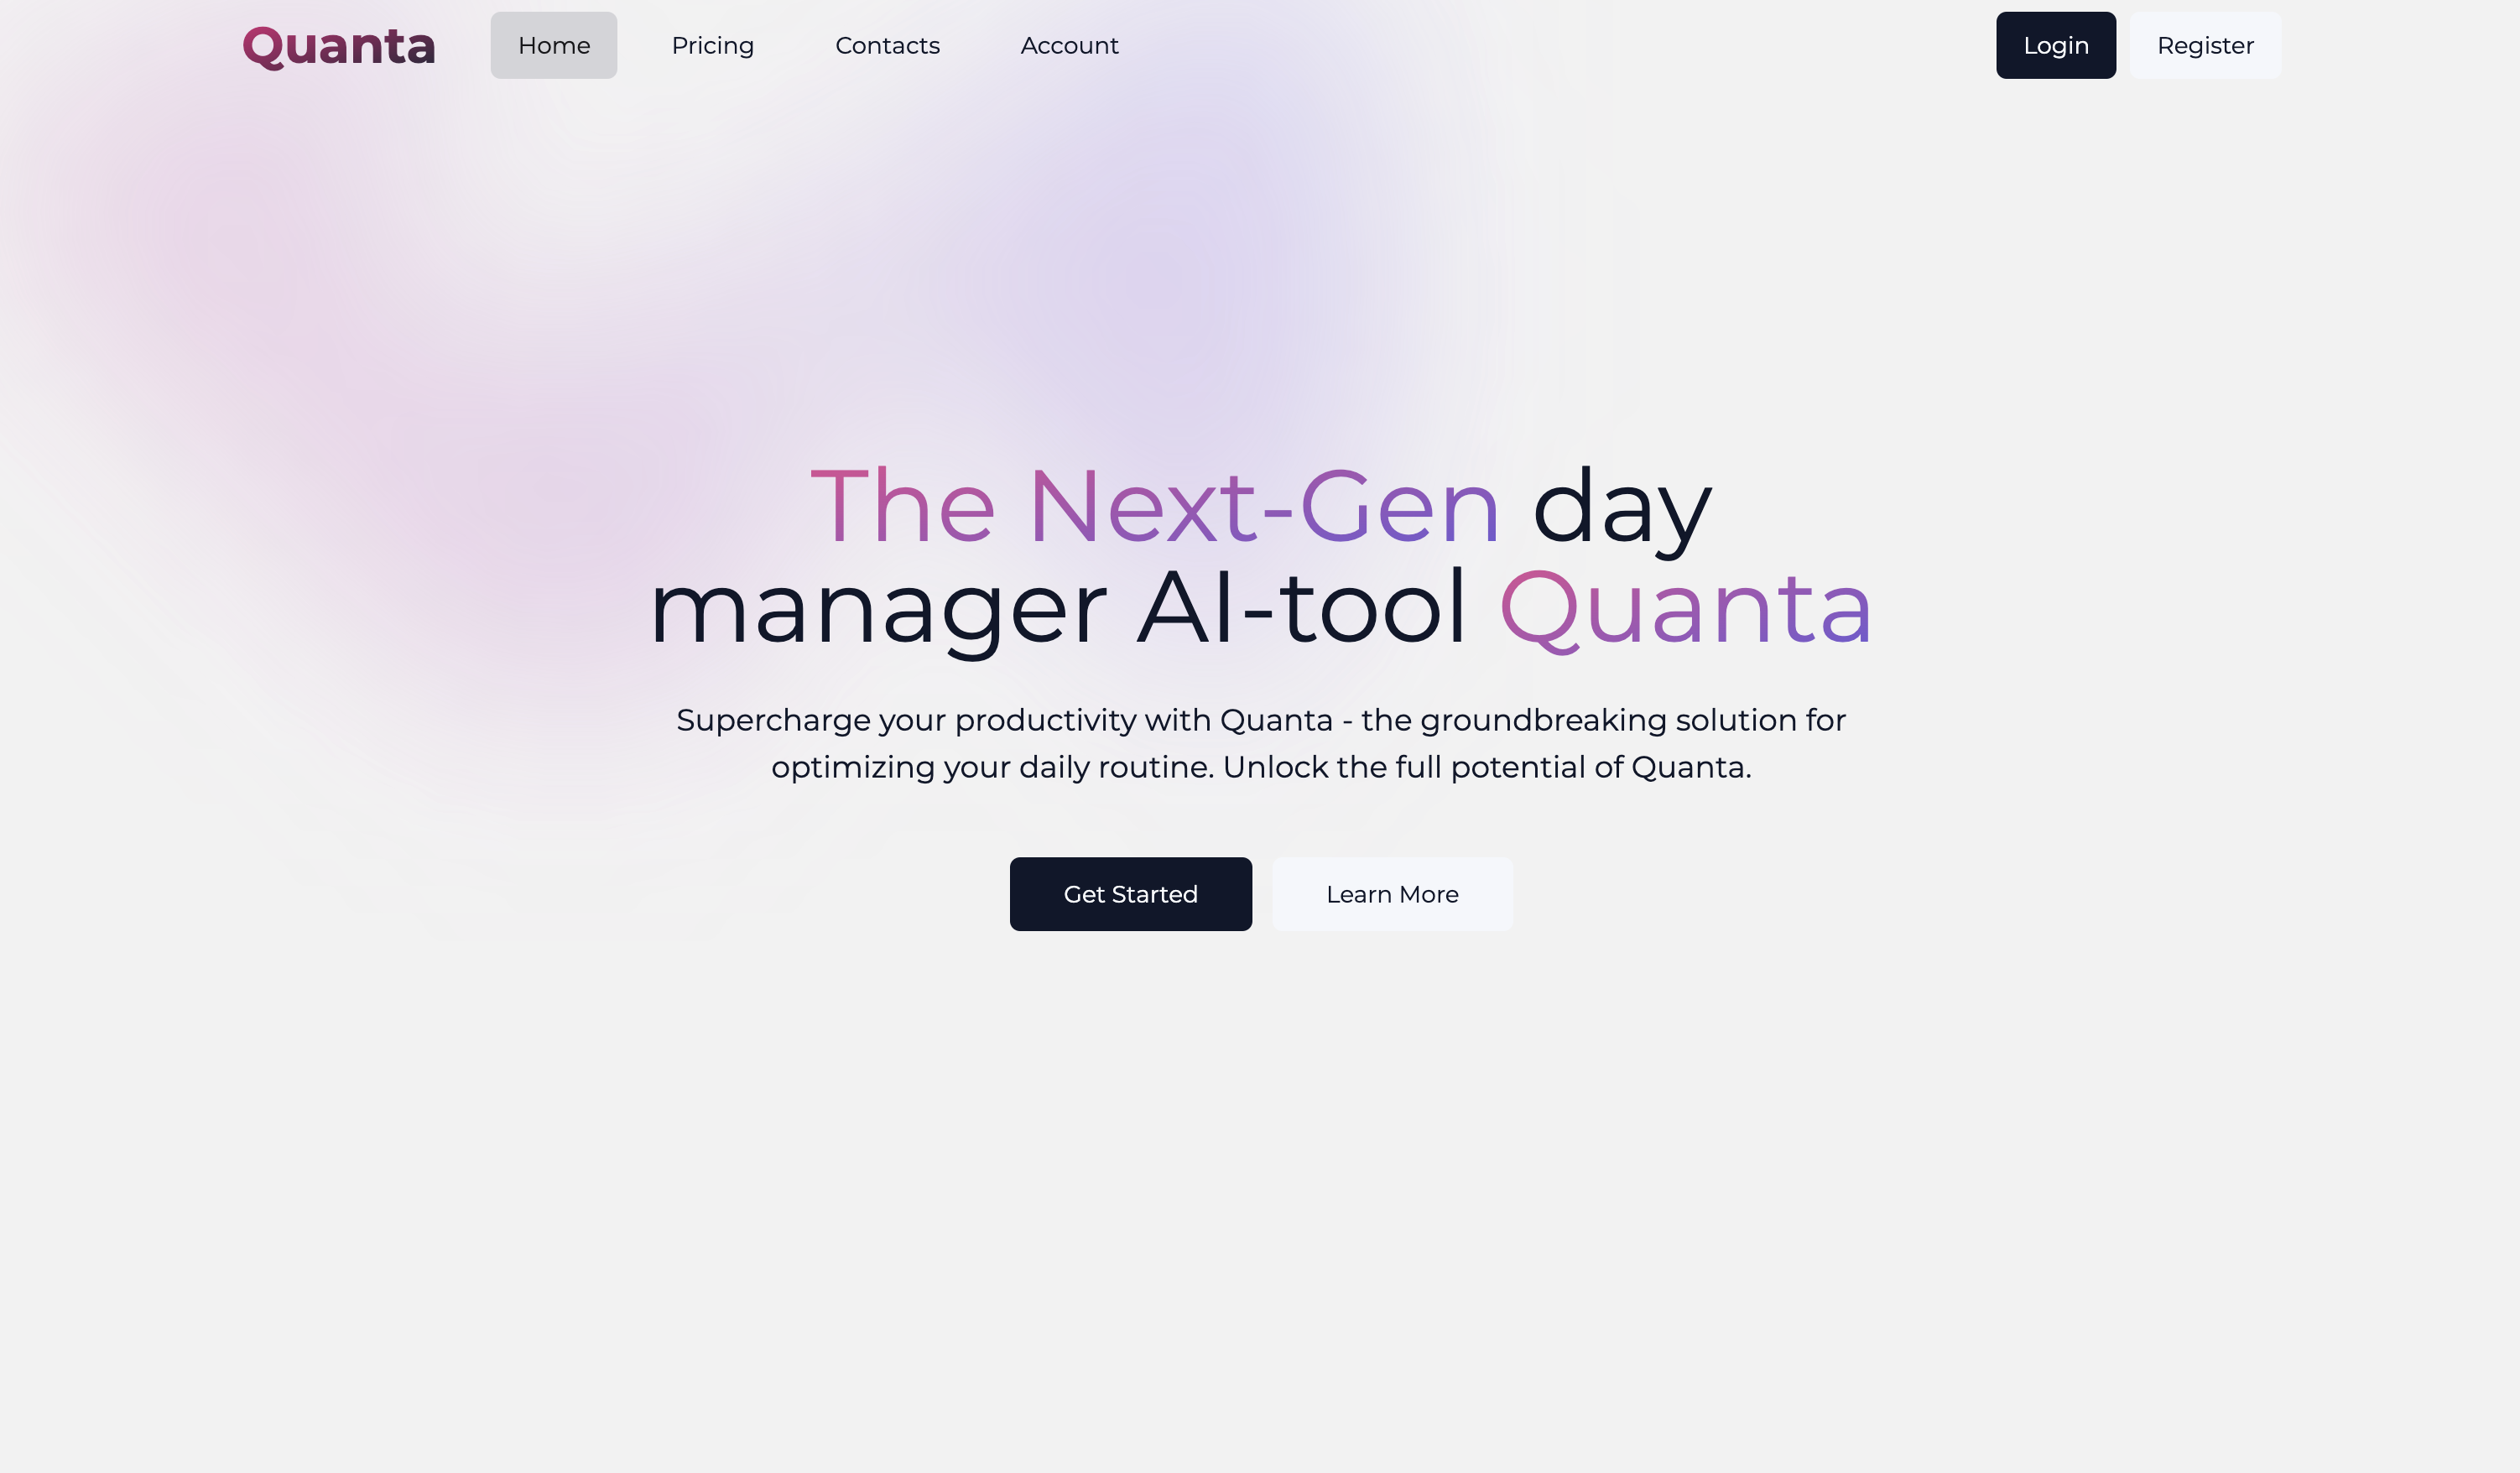 Quanta Home Pricing Contacts Account Login Register
The Next-Gen day
manager AI-tool Quanta
Supercharge your productivity with Quanta - the groundbreaking solution for
optimizing your daily routine. Unlock the full potential of Quanta.
Get Started Learn More